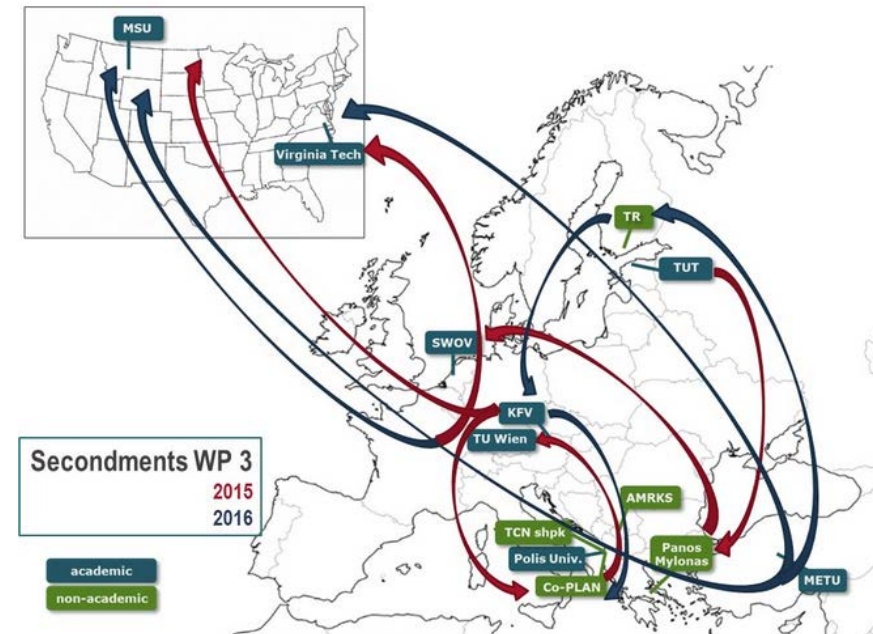 MSU
Virginia Tech
TR
TUT
SWOV
KFV
TU Wien
AMRKS
TCN shpk
Polis Univ.
Co-PLAN
Panos
Mylonas
METU
Secondments WP 3
2015
2016
academic
non-academic